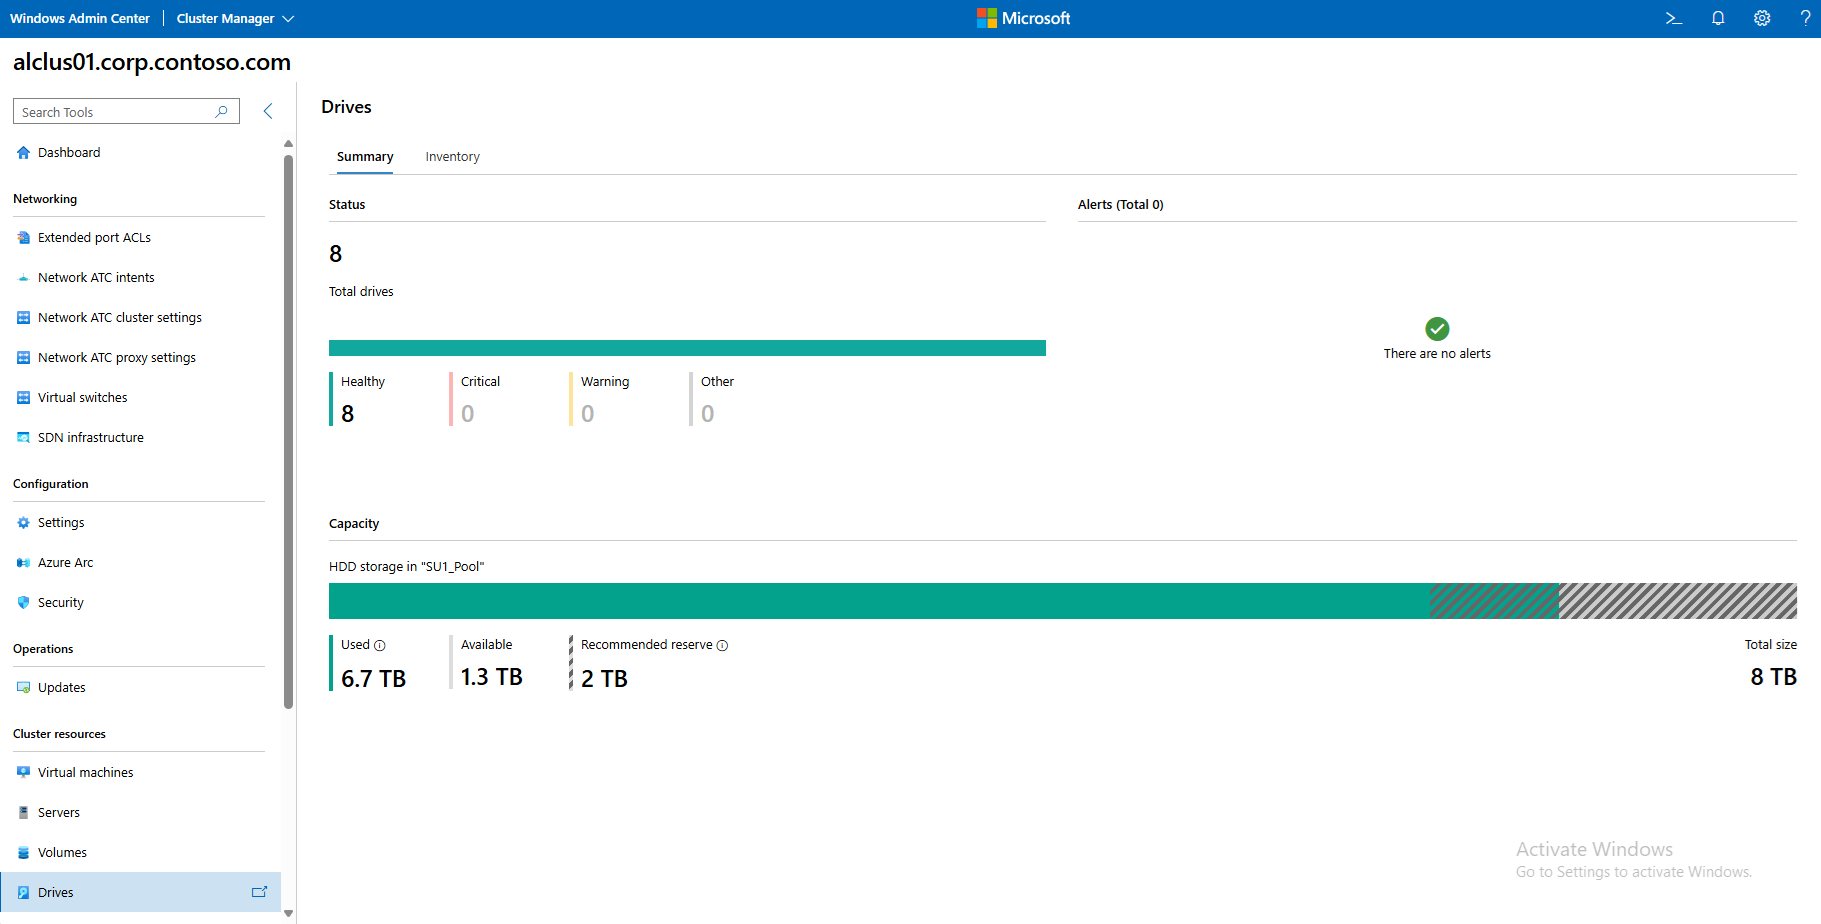 Windows Admin Center | Cluster Manager
Microsoft
alclus01.corp.contoso.com
Search Tools
Dashboard
Networking
Extended port ACLs
Network ATC intents
Network ATC cluster settings
Network ATC proxy settings
Virtual switches
SDN infrastructure
Configuration
Settings
Azure Arc
Security
Operations
Updates
Cluster resources
Virtual machines
Servers
Volumes
Drives
Drives
Summary Inventory
Status
8
Total drives
Healthy Critical Warning Other
8 0 0 0
Alerts (Total 0)
There are no alerts
Capacity
HDD storage in "SU1_Pool"
Used Available Recommended reserve Total size
6.7 TB 1.3 TB 2 TB 8 TB
Activate Windows
Go to Settings to activate Windows.